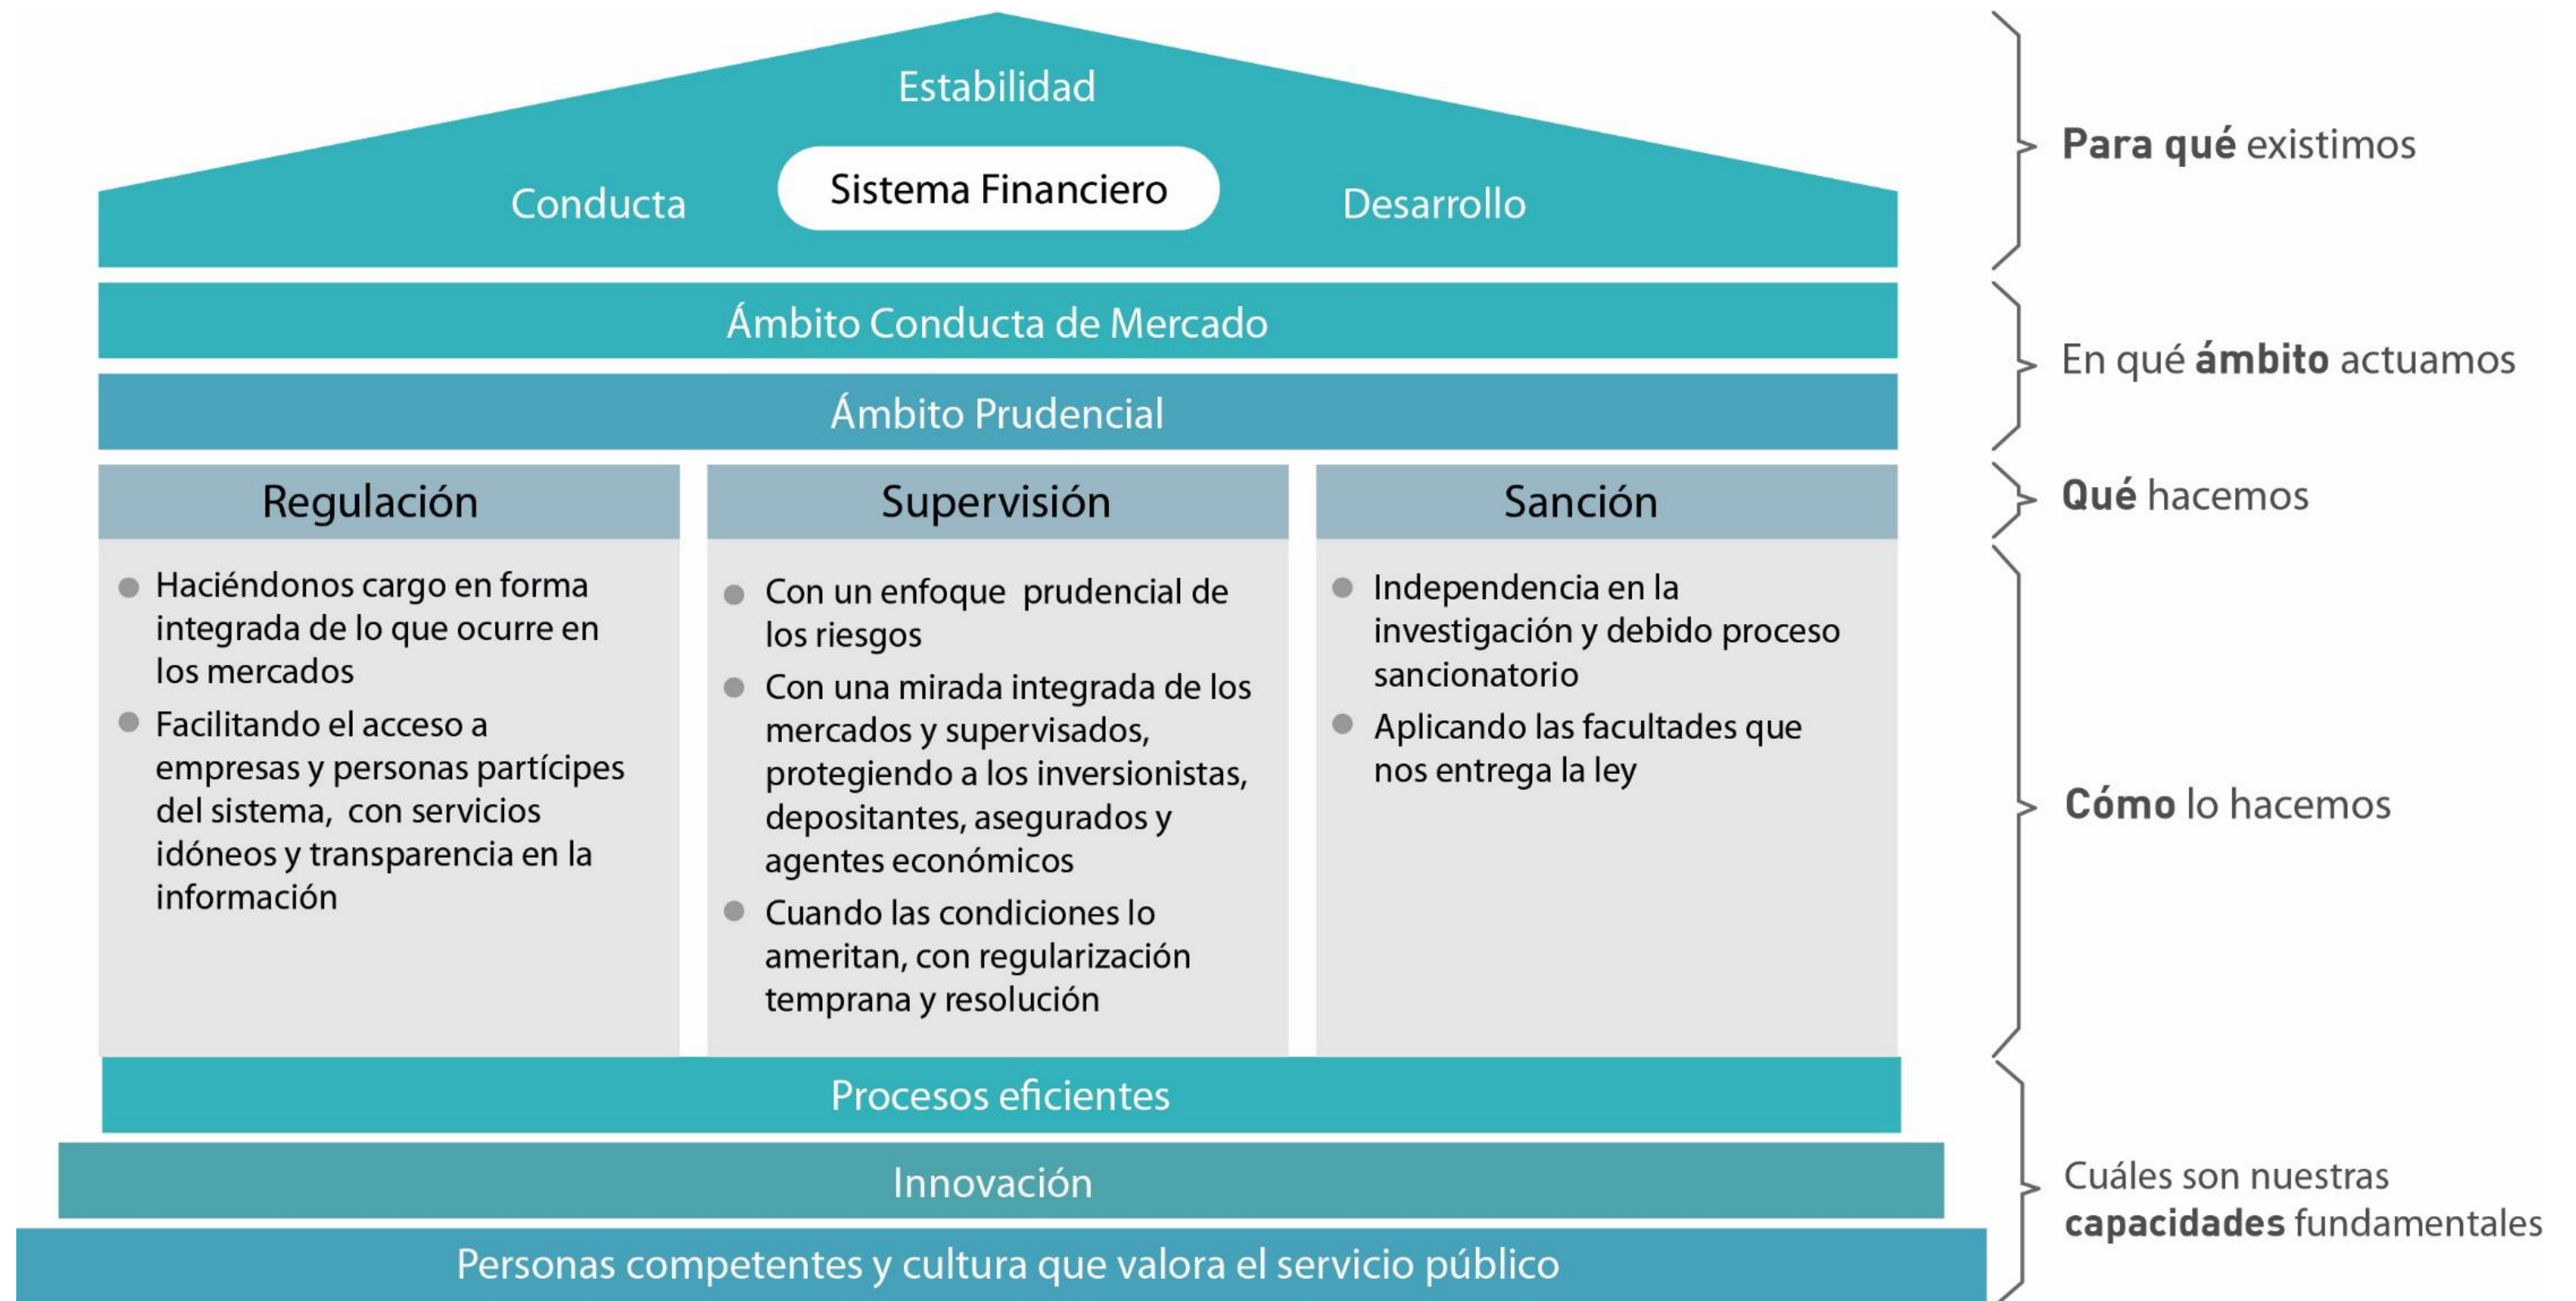 Estabilidad
Conducta
Sistema Financiero
Desarrollo
Para qué existimos
Ámbito Conducta de Mercado
Ámbito Prudencial
En qué ámbito actuamos
Regulación
Supervisión
Sanción
Qué hacemos
Haciéndonos cargo en forma
integrada de lo que ocurre en
los mercados
Facilitando el acceso a
empresas y personas partícipes
del sistema, con servicios
idóneos y transparencia en la
información
Con un enfoque prudencial de
los riesgos
Con una mirada integrada de los
mercados y supervisados,
protegiendo a los inversionistas,
depositantes, asegurados y
agentes económicos
Cuando las condiciones lo
ameritan, con regularización
temprana y resolución
Independencia en la
investigación y debido proceso
sancionatorio
Aplicando las facultades que
nos entrega la ley
Cómo lo hacemos
Procesos eficientes
Innovación
Personas competentes y cultura que valora el servicio público
Cuáles son nuestras
capacidades fundamentales